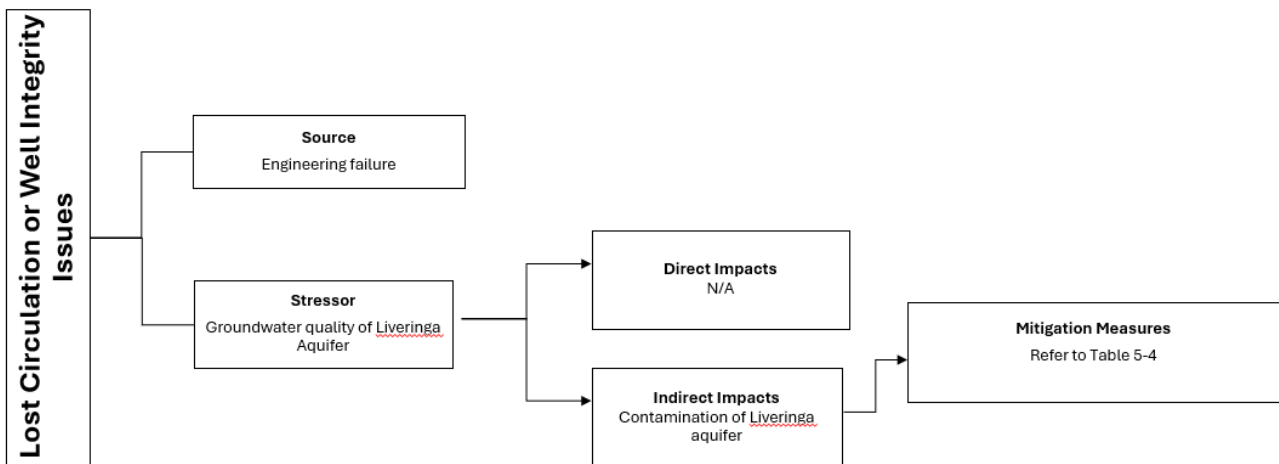 Lost Circulation or Well Integrity
Issues
Source
Engineering failure
Stressor
Groundwater quality of Liveringa
Aquifer
Direct Impacts
N/A
Indirect Impacts
Contamination of Liveringa
aquifer
Mitigation Measures
Refer to Table 5-4